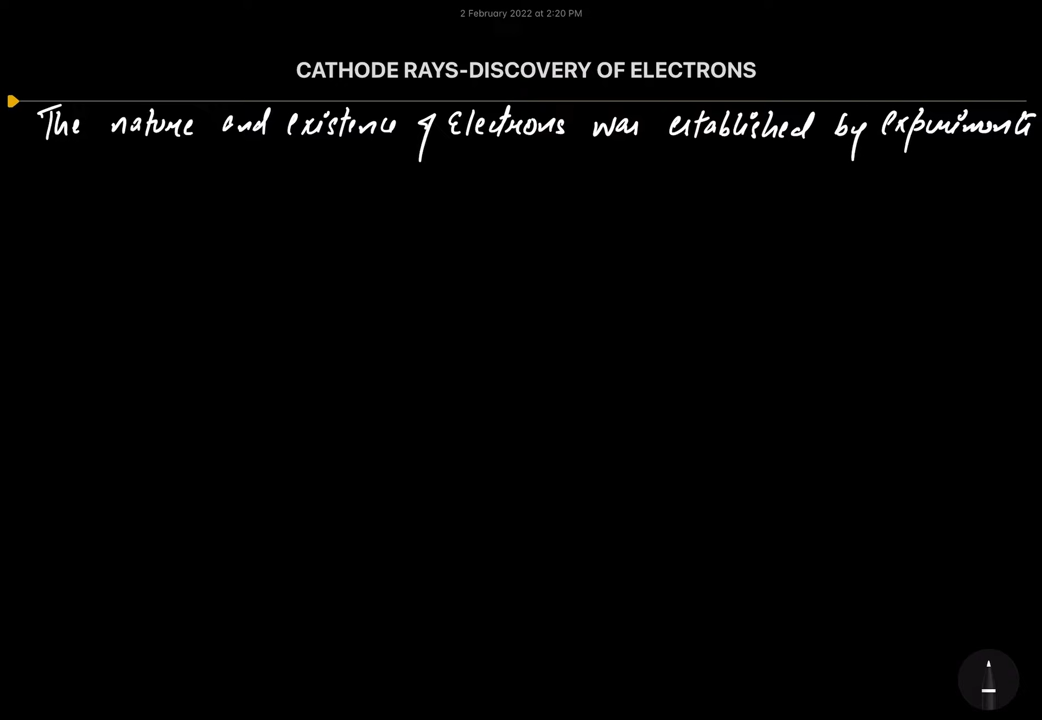 2 February 2022 at 2:20 PM
CATHODE RAYS-DISCOVERY OF ELECTRONS
The nature and existence of Electrons was established by experiments